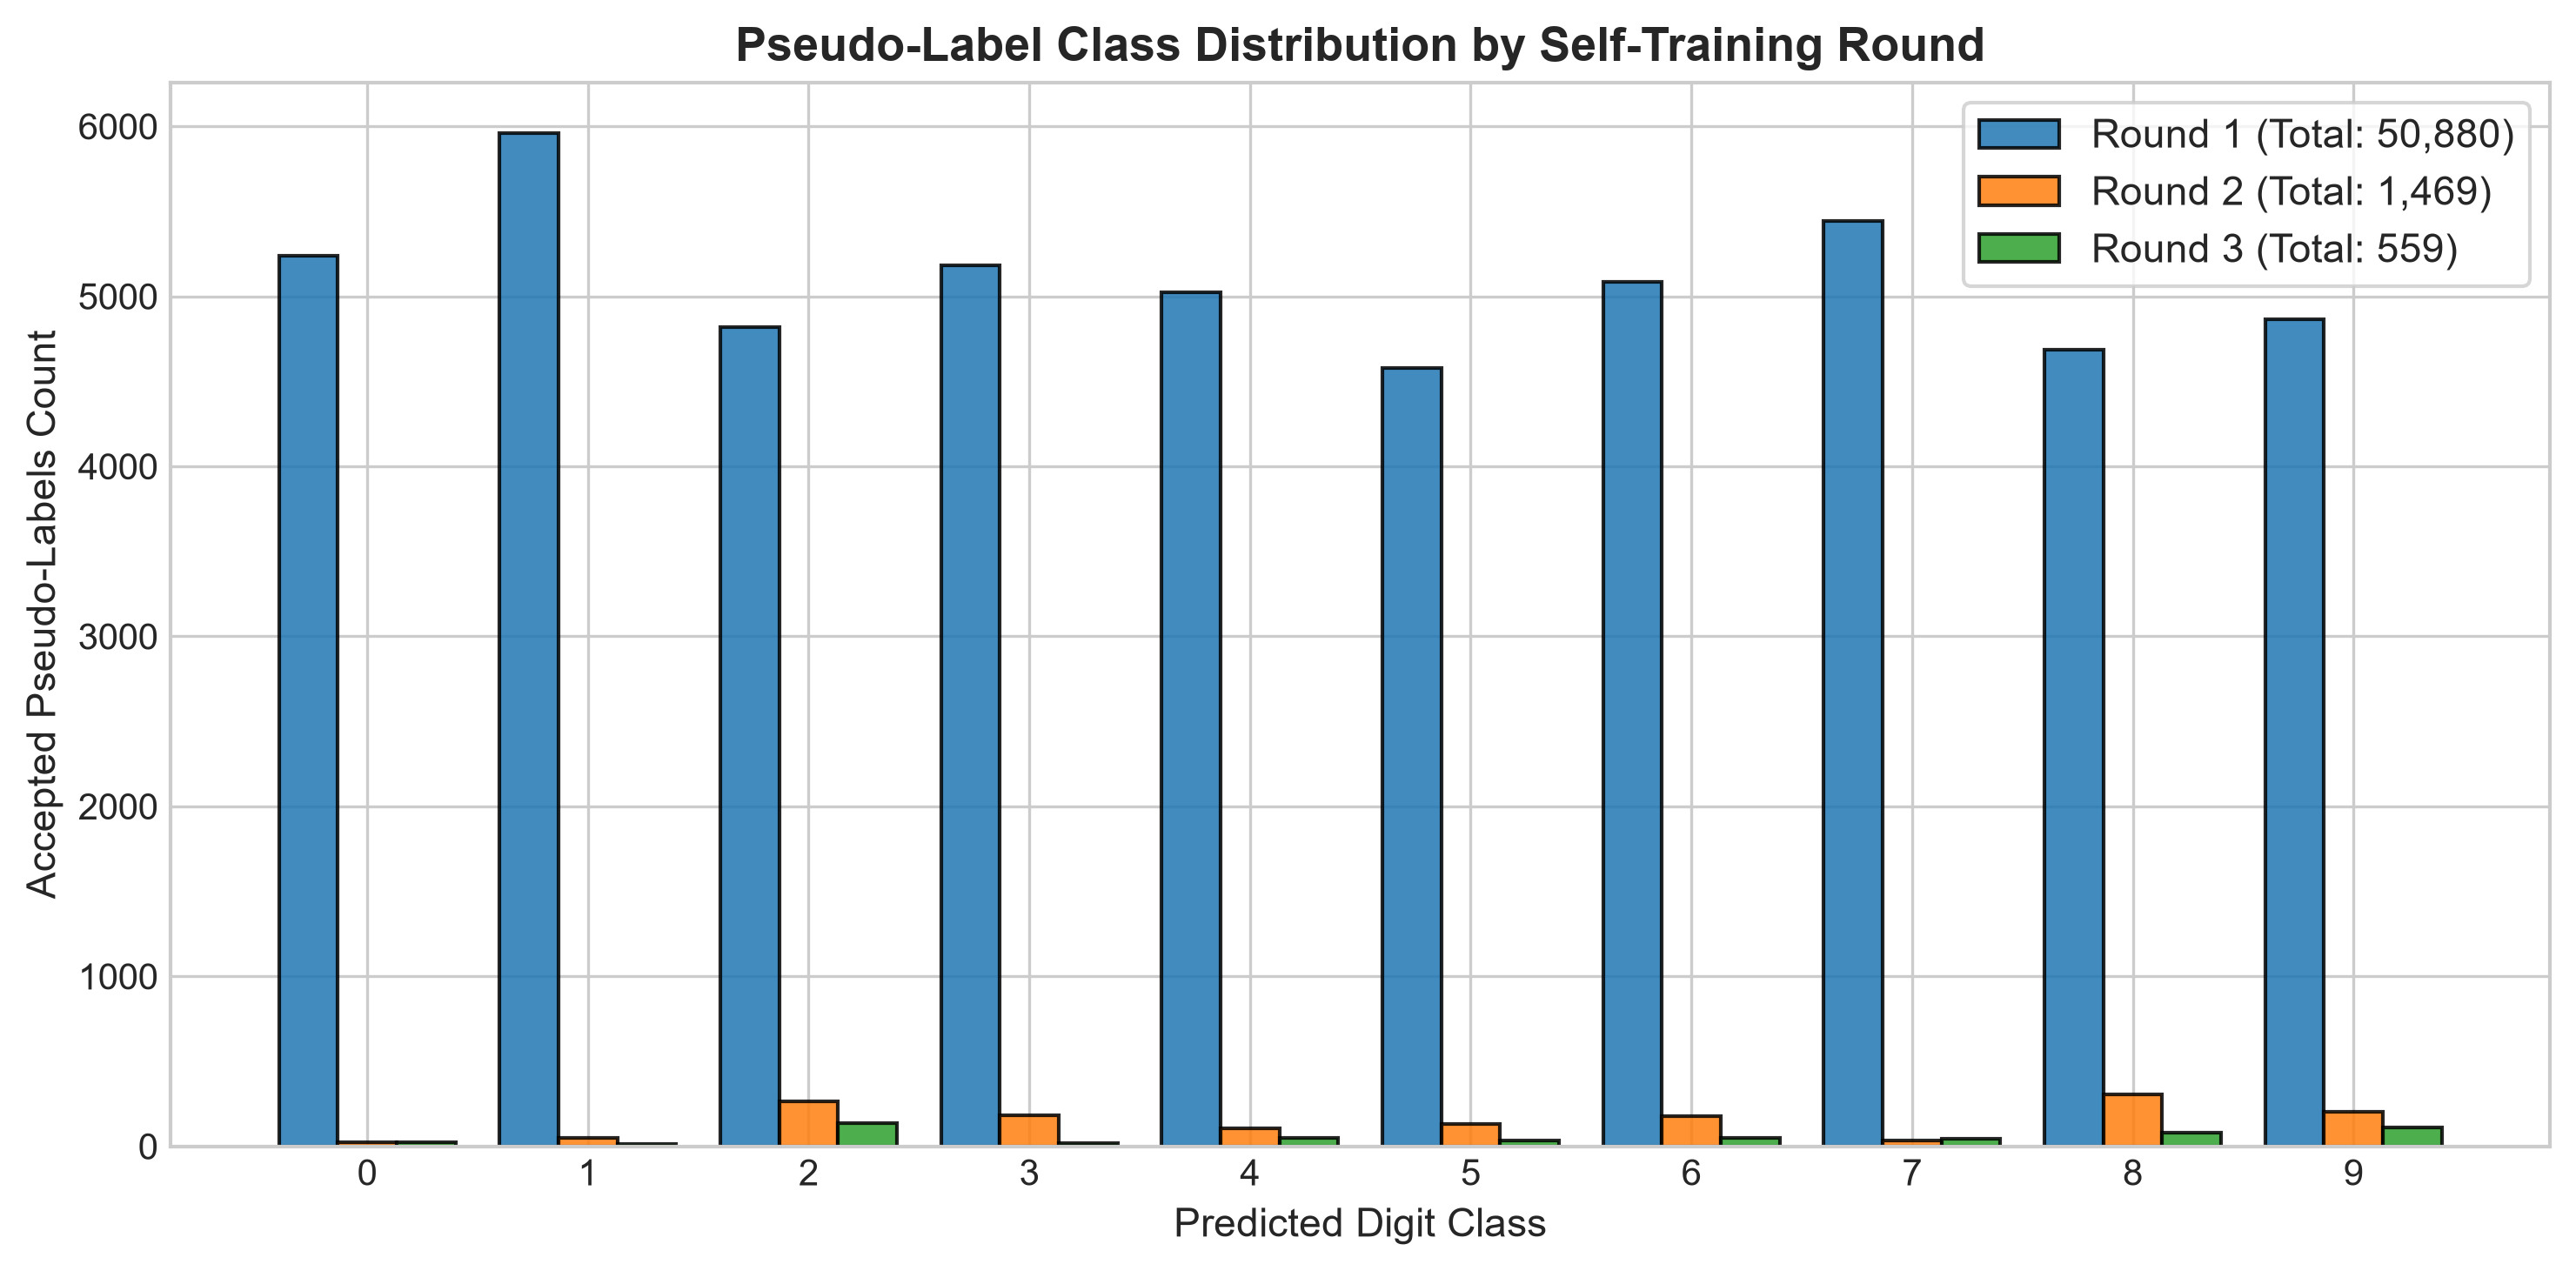 Pseudo-Label Class Distribution by Self-Training Round
Round 1 (Total: 50,880)
Round 2 (Total: 1,469)
Round 3 (Total: 559)
Accepted Pseudo-Labels Count
6000
5000
4000
3000
2000
1000
0
0 1 2 3 4 5 6 7 8 9
Predicted Digit Class